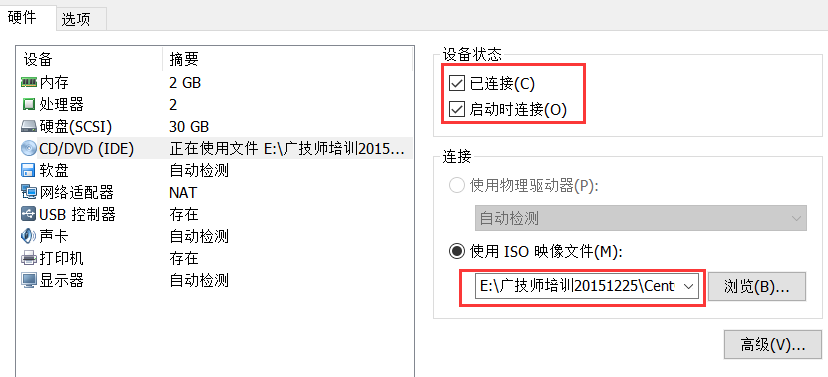 硬件 选项
设备 摘要
内存 2 GB
处理器 2
硬盘(SCSI) 30 GB
CD/DVD (IDE) 正在使用文件 E:\广技师培训2015...
软盘 自动检测
网络适配器 NAT
USB 控制器 存在
声卡 自动检测
打印机 存在
显示器 自动检测
设备状态
已连接(C)
启动时连接(O)
连接
使用物理驱动器(P):
自动检测
使用 ISO 映像文件(M):
E:\广技师培训20151225\Cent 浏览(B)...
高级(V)...